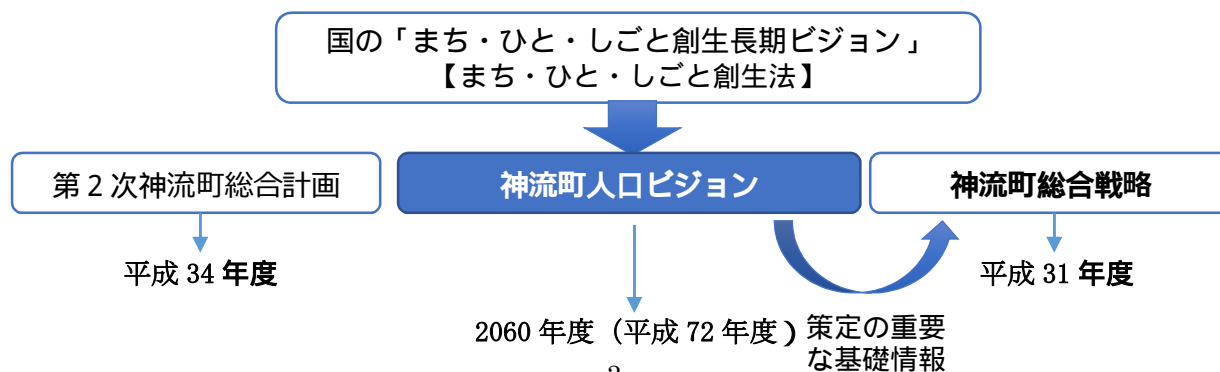 国の「まち・ひと・しごと創生長期ビジョン」
【まち・ひと・しごと創生法】
第2次神流町総合計画
神流町人口ビジョン
神流町総合戦略
平成 34 年度
平成 31 年度
2060 年度（平成 72 年度）
策定の重要
な基礎情報